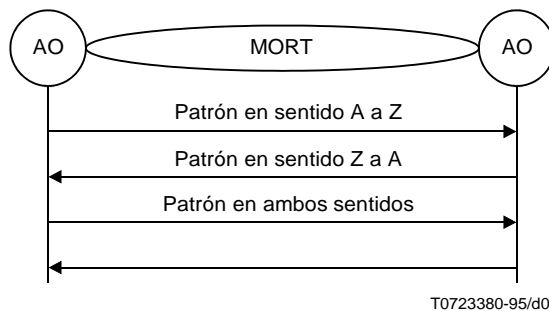 AO MORT AO
Patrón en sentido A a Z
Patrón en sentido Z a A
Patrón en ambos sentidos
T0723380-95/d0